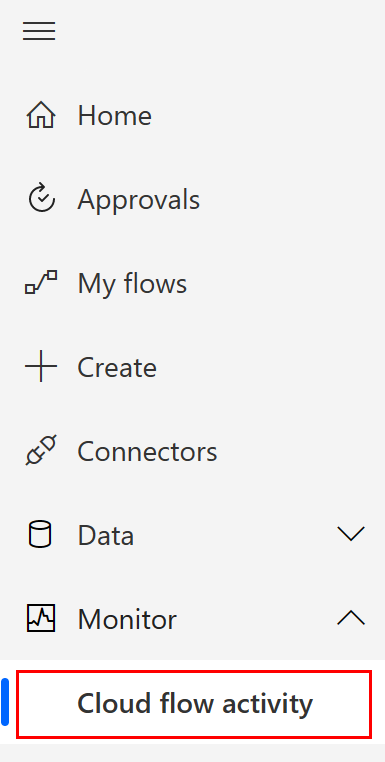 Home
Approvals
My flows
Create
Connectors
Data
Monitor
Cloud flow activity